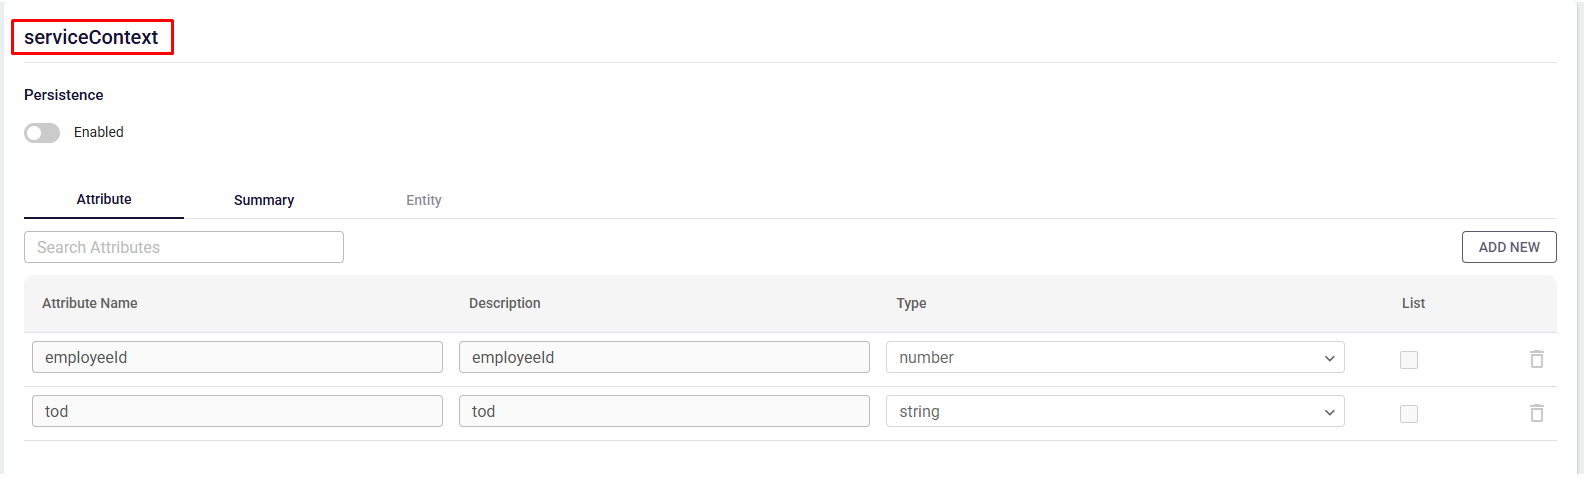 serviceContext
Persistence
Enabled
Attribute Summary Entity
Search Attributes ADD NEW
Attribute Name Description Type List
employeeId employeeId number
tod tod string